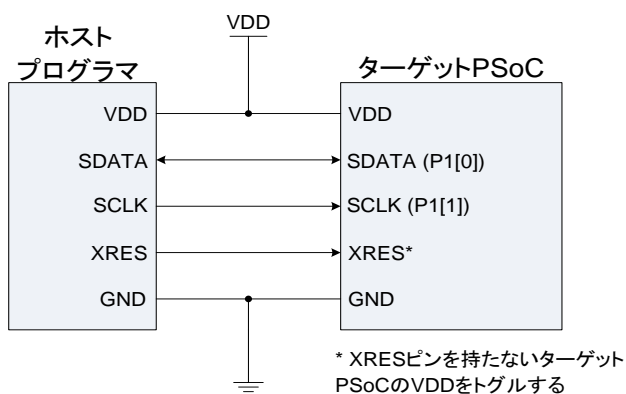 VDD
ホスト
プログラマ
ターゲットPSoC
VDD
VDD
SDATA
SDATA (P1[0])
SCLK
SCLK (P1[1])
XRES
XRES*
GND
GND
* XRESピンを持たないターゲット
PSoCのVDDをトグルする